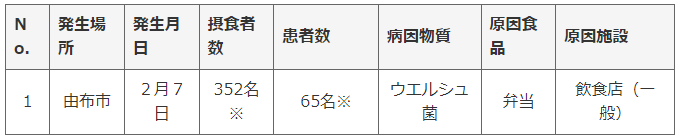 No. 発生場所 発生月日 摂食者数 患者数 病因物質 原因食品 原因施設
1 由布市 2月7日 352名※ 65名※ ウエルシュ菌 弁当 飲食店（一般）